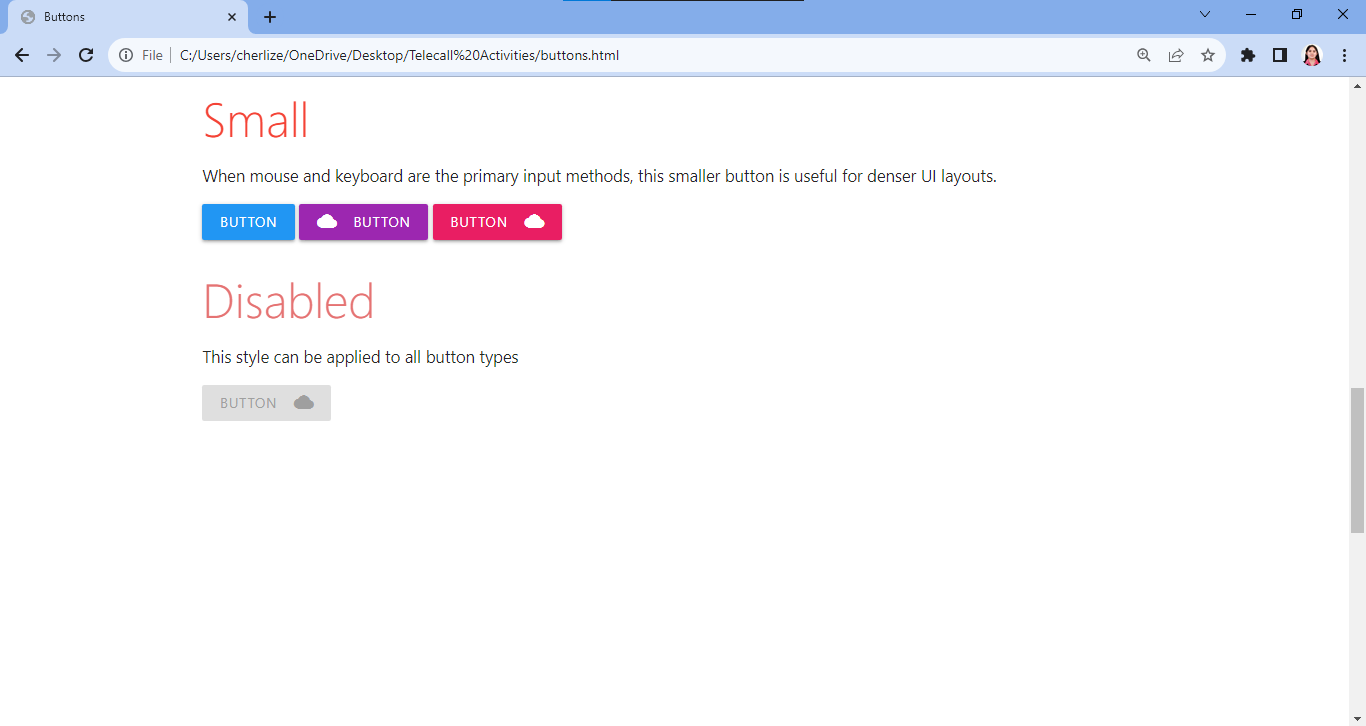 Buttons
File
C:/Users/cherlize/OneDrive/Desktop/Telecall%20Activities/buttons.html
Small
When mouse and keyboard are the primary input methods, this smaller button is useful for denser UI layouts.
BUTTON BUTTON BUTTON
Disabled
This style can be applied to all button types
BUTTON